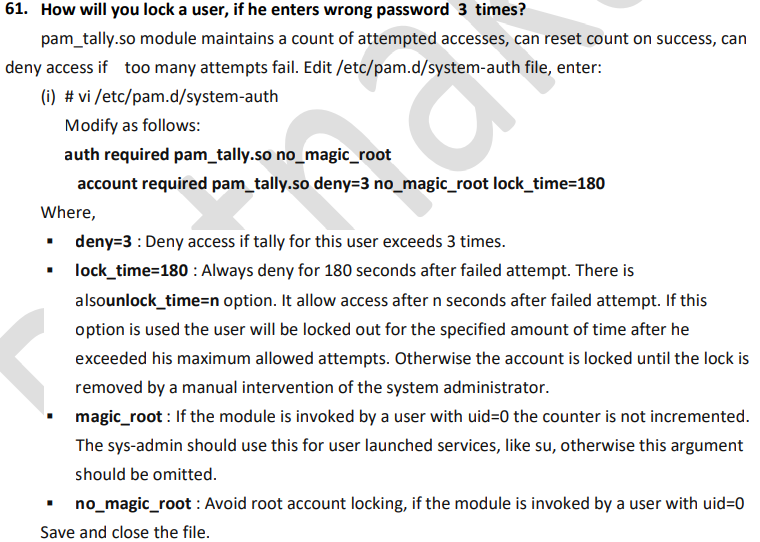 61. How will you lock a user, if he enters wrong password 3 times?
pam_tally.so module maintains a count of attempted accesses, can reset count on success, can
deny access if too many attempts fail. Edit /etc/pam.d/system-auth file, enter:
(i) # vi /etc/pam.d/system-auth
Modify as follows:
auth required pam_tally.so no_magic_root
account required pam_tally.so deny=3 no_magic_root lock_time=180
Where,
▪ deny=3 : Deny access if tally for this user exceeds 3 times.
▪ lock_time=180 : Always deny for 180 seconds after failed attempt. There is
alsounlock_time=n option. It allow access after n seconds after failed attempt. If this
option is used the user will be locked out for the specified amount of time after he
exceeded his maximum allowed attempts. Otherwise the account is locked until the lock is
removed by a manual intervention of the system administrator.
▪ magic_root : If the module is invoked by a user with uid=0 the counter is not incremented.
The sys-admin should use this for user launched services, like su, otherwise this argument
should be omitted.
▪ no_magic_root : Avoid root account locking, if the module is invoked by a user with uid=0
Save and close the file.